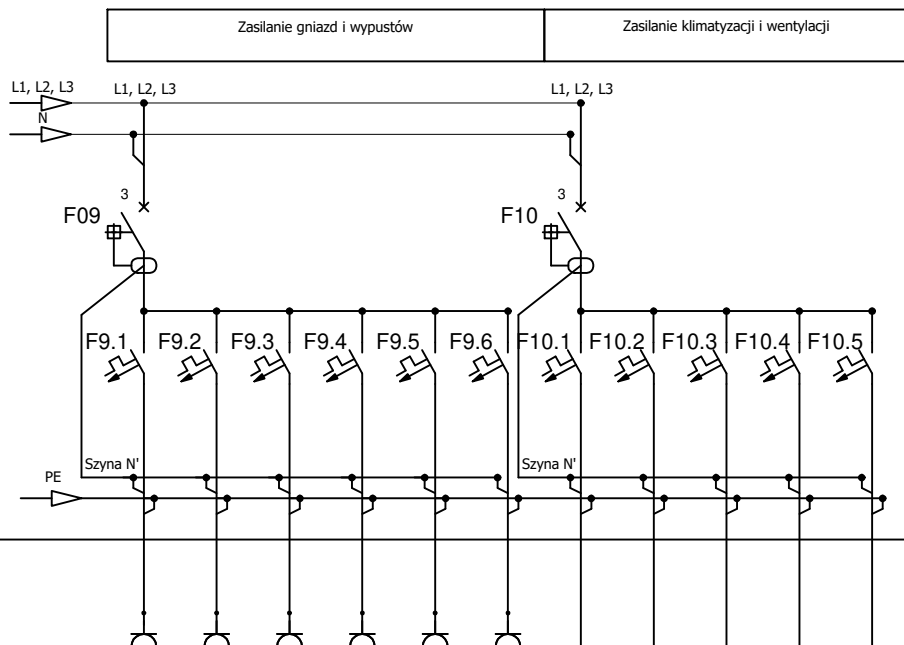 Zasilanie gniazd i wypustów
Zasilanie klimatyzacji i wentylacji
L1, L2, L3
L1, L2, L3
L1, L2, L3
N
3
3
F09
F10
F9.1
F9.2
F9.3
F9.4
F9.5
F9.6
F10.1
F10.2
F10.3
F10.4
F10.5
Szyna N'
Szyna N'
PE